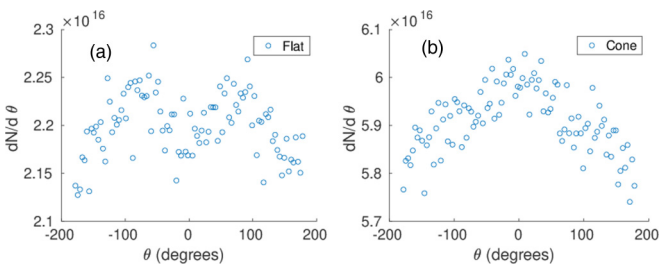 ×10^16
×10^16
2.3
6.1
(a)
Flat
(b)
Cone
2.25
6
dN/d θ
2.2
dN/d θ
5.9
2.15
5.8
2.1
5.7
-200 -100 0 100 200
-200 -100 0 100 200
θ (degrees)
θ (degrees)